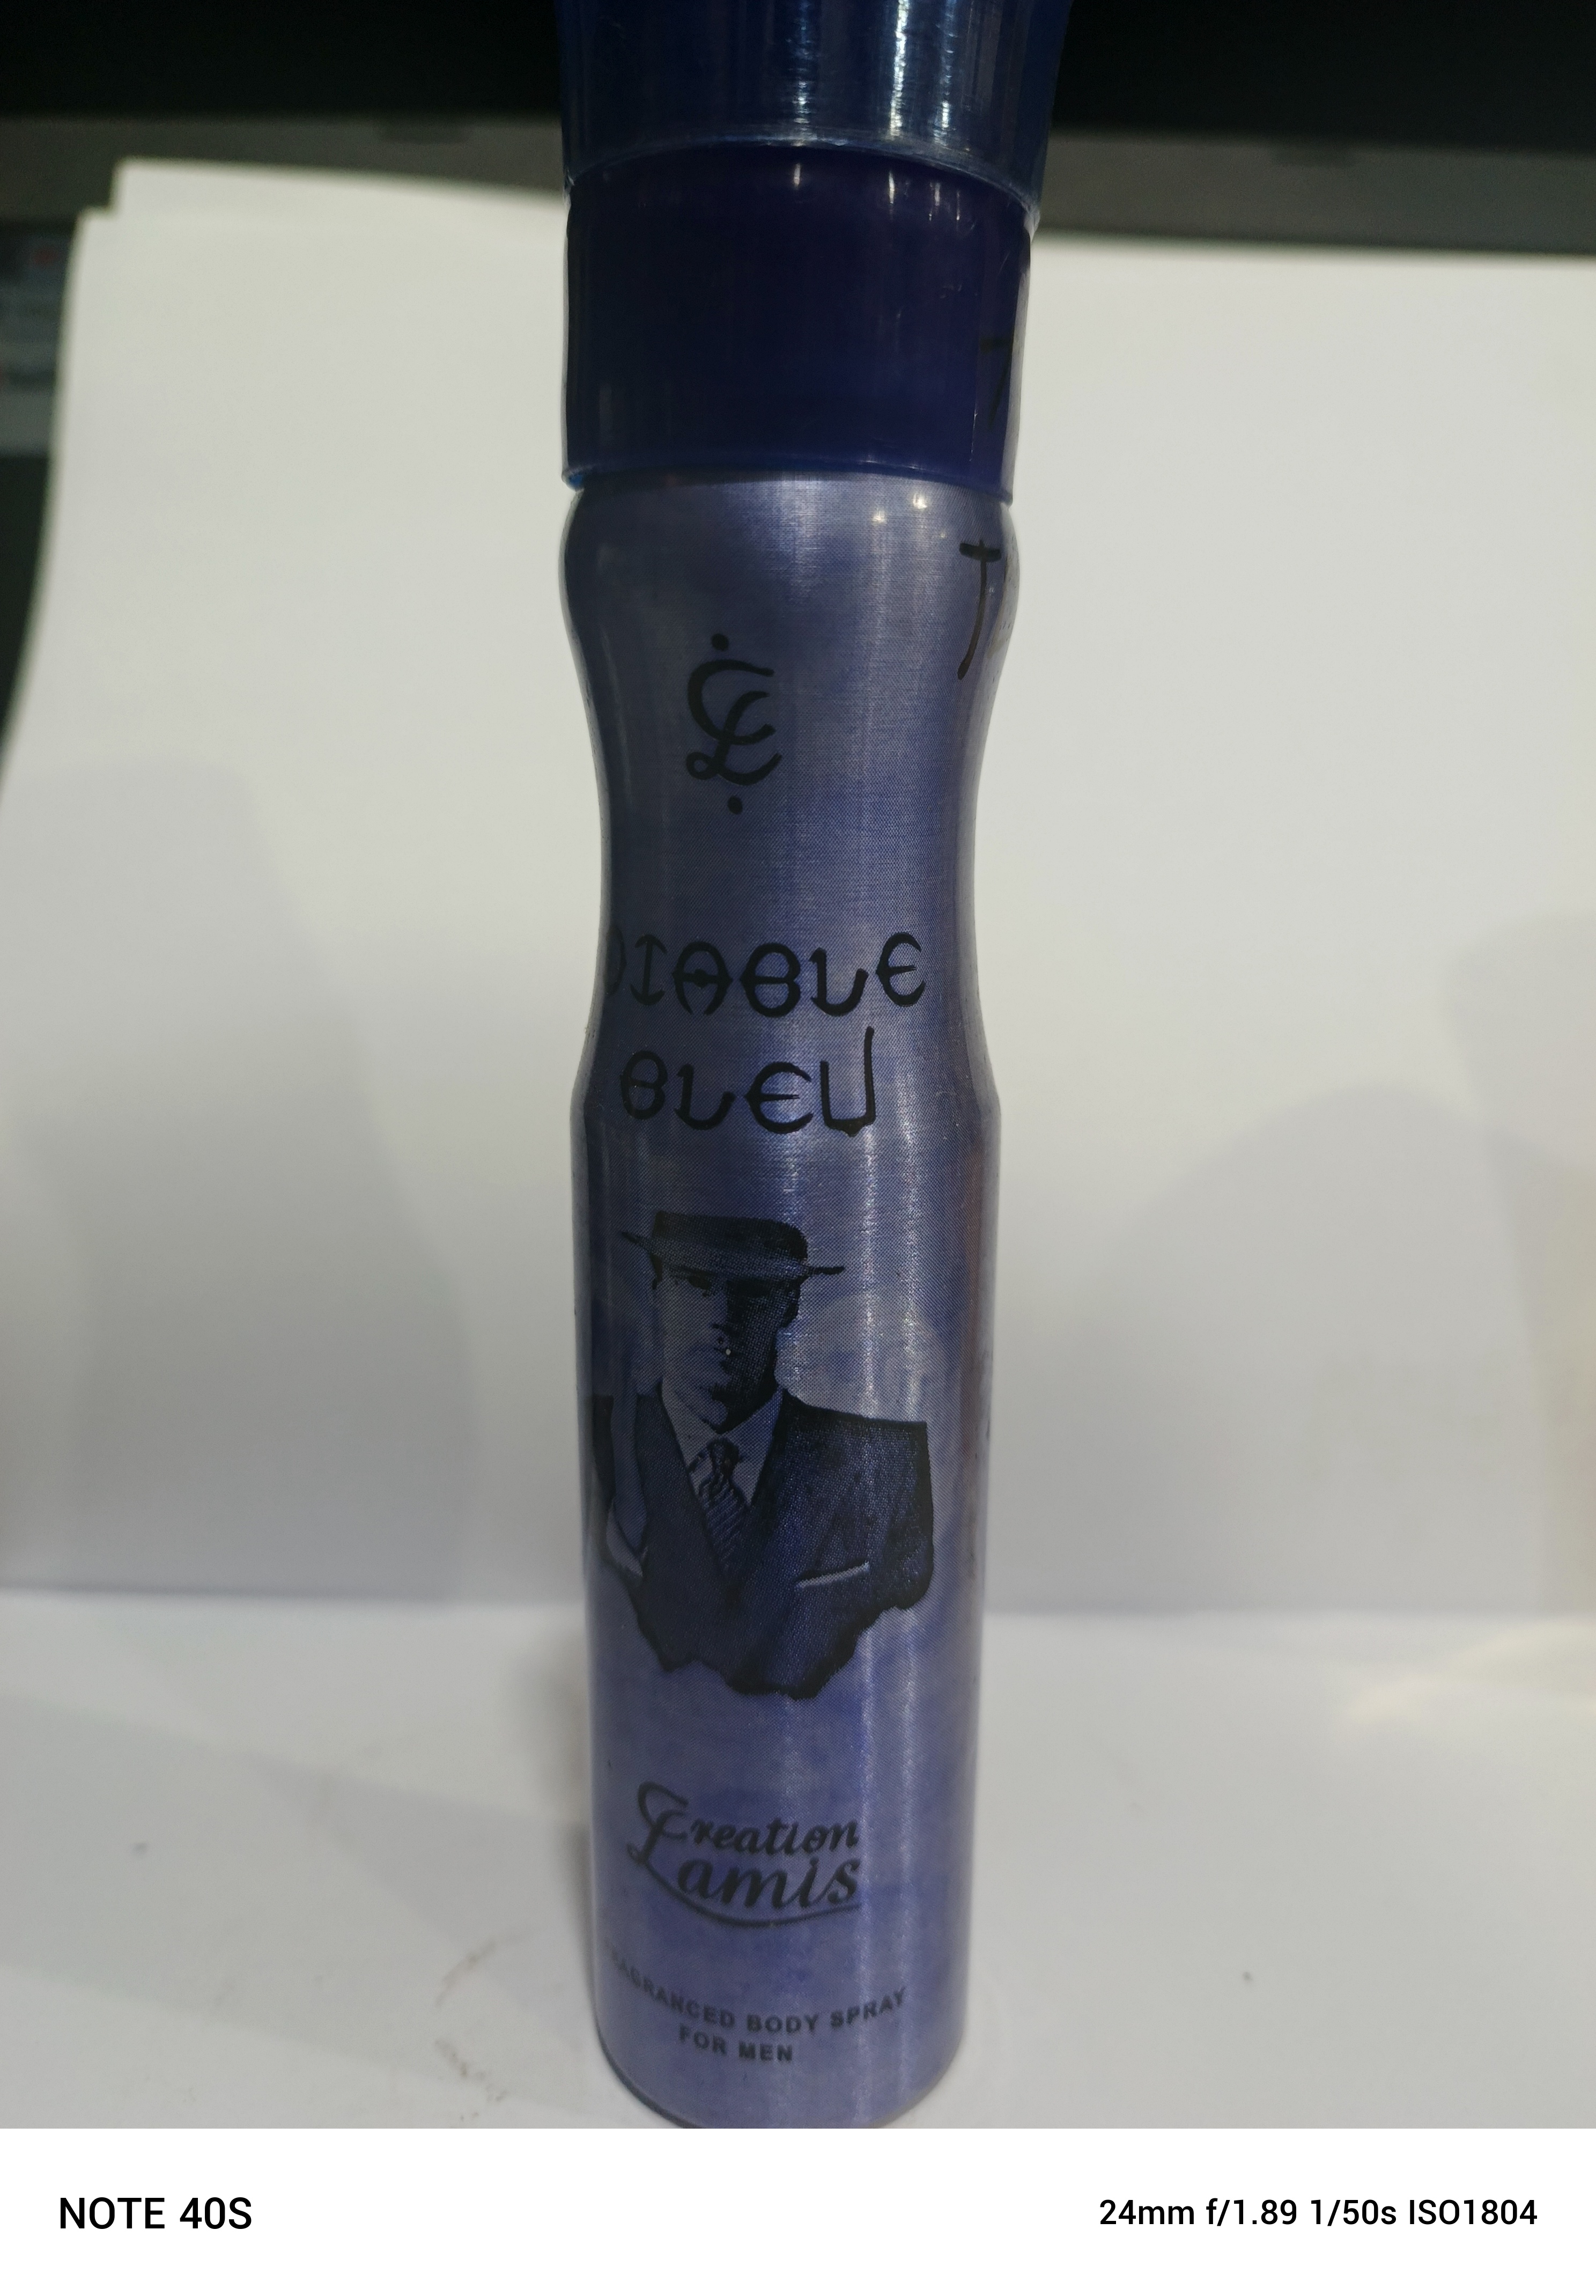 DIABLE
BLEU
Creation
Lamis
FRAGRANCED BODY SPRAY
FOR MEN
NOTE 40S
24mm f/1.89 1/50s ISO1804